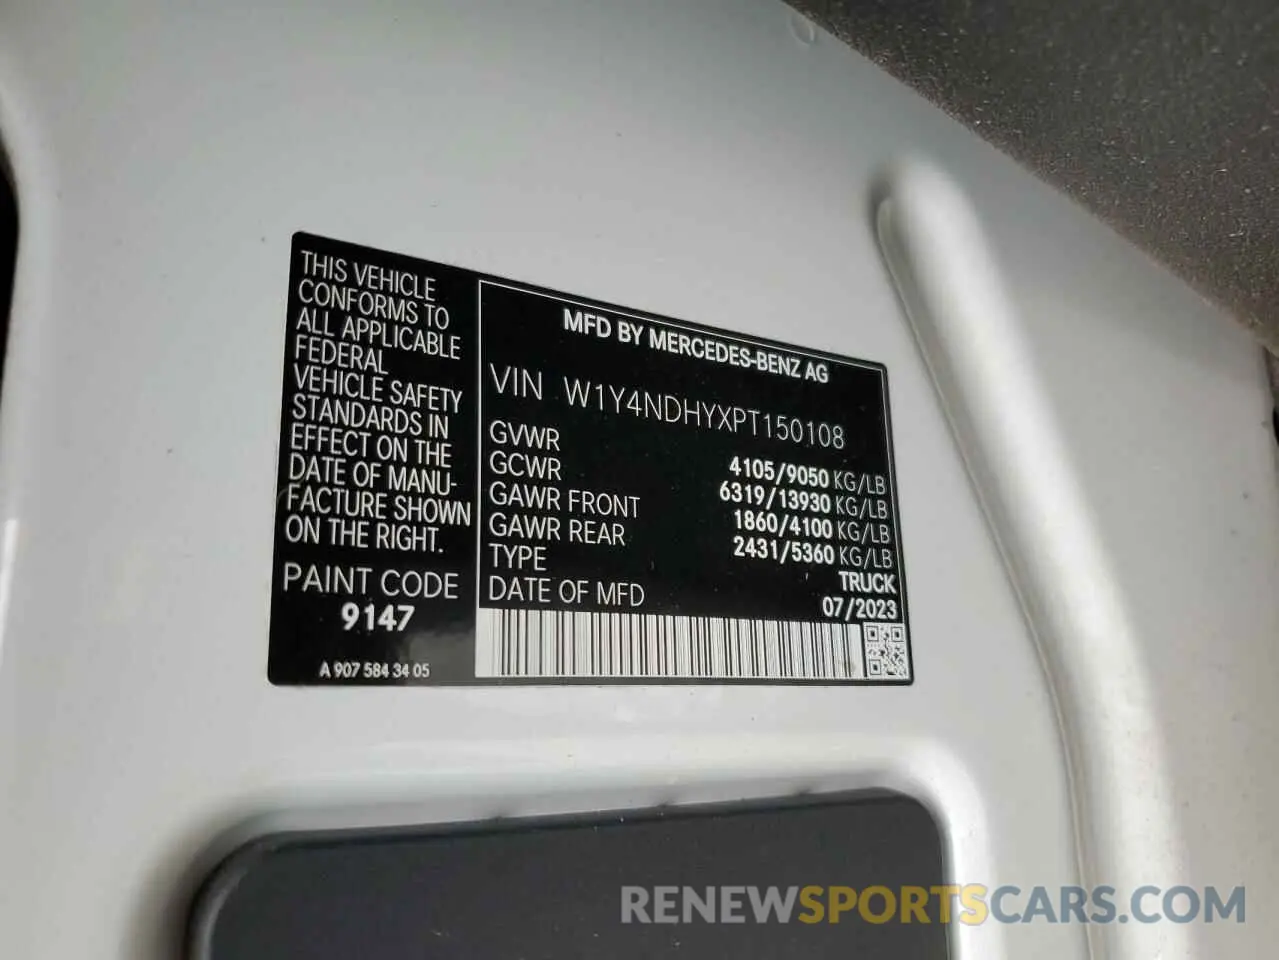 THIS VEHICLE
CONFORMS TO
ALL APPLICABLE
FEDERAL
VEHICLE SAFETY
STANDARDS IN
EFFECT ON THE
DATE OF MANU-
FACTURE SHOWN
ON THE RIGHT.
PAINT CODE
9147
A 907 584 34 05
MFD BY MERCEDES-BENZ AG
VIN W1Y4NDHYXPT150108
GVWR 4105/9050 KG/LB
GCWR 6319/13930 KG/LB
GAWR FRONT 1860/4100 KG/LB
GAWR REAR 2431/5360 KG/LB
TYPE TRUCK
DATE OF MFD 07/2023
RENEWSPORTSCARS.COM